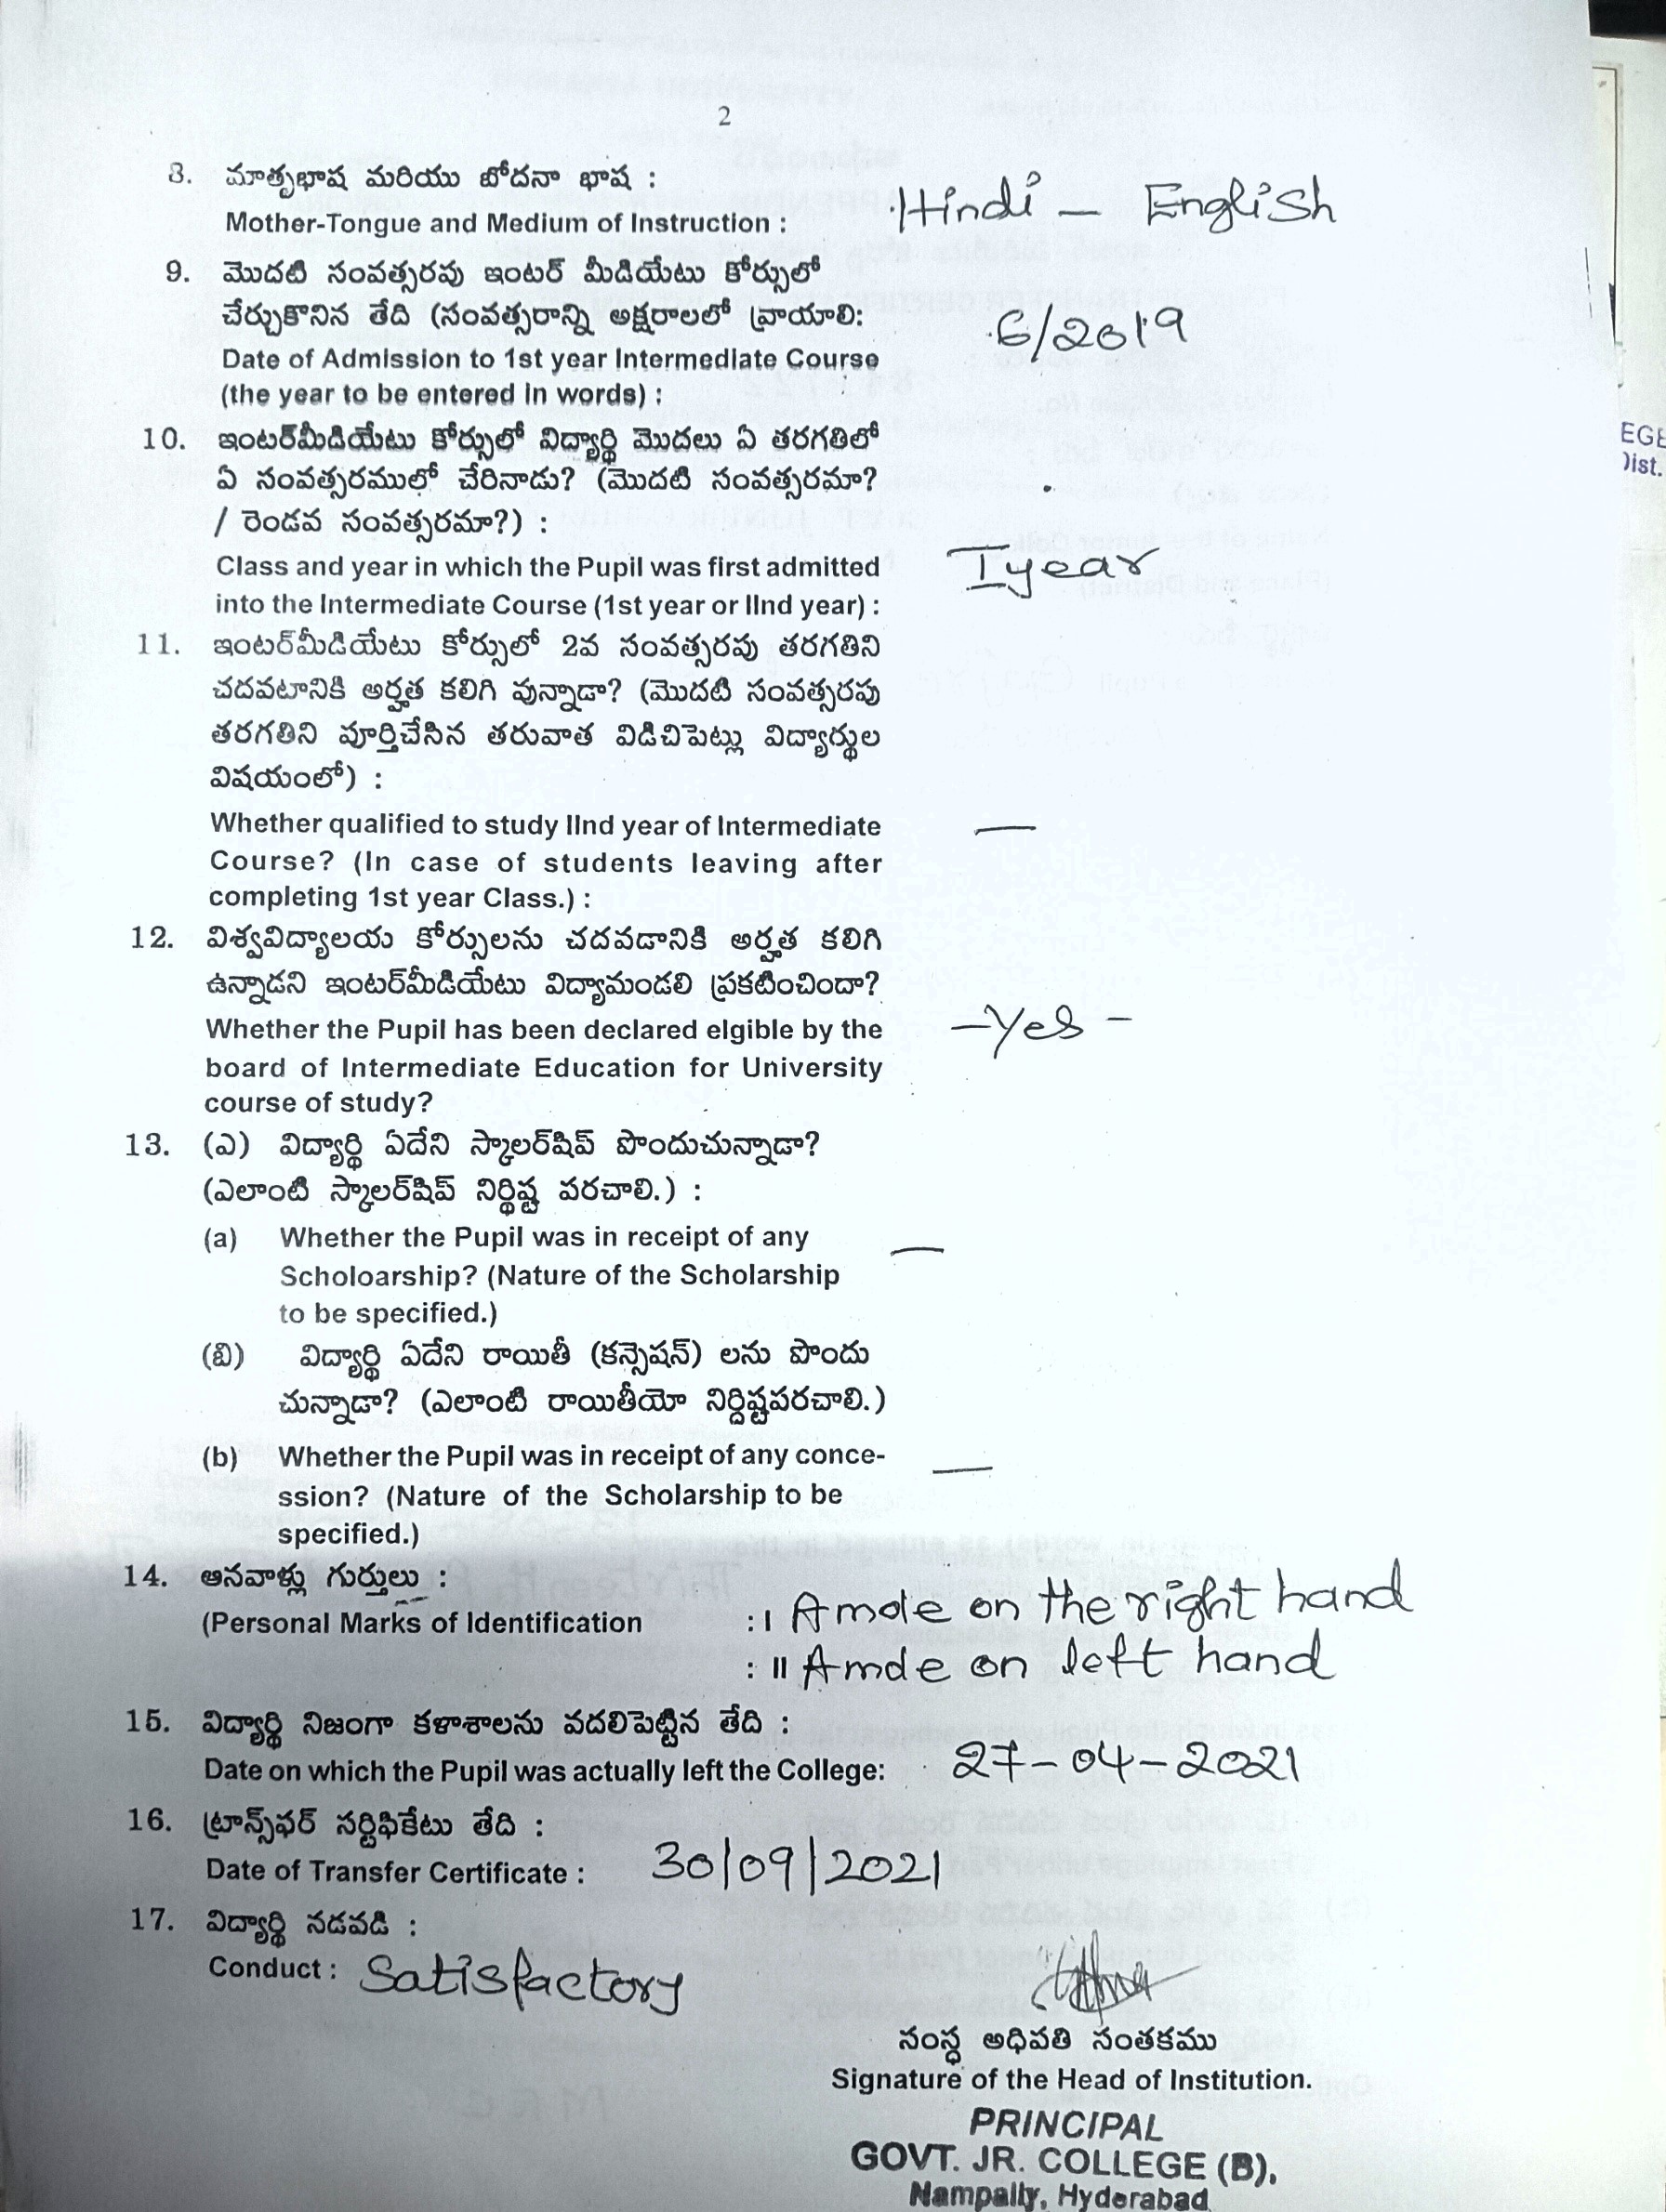 2
8. మాతృభాష మరియు బోదనా భాష :
Mother-Tongue and Medium of Instruction :
Hindi – English
9. మొదటి సంవత్సరపు ఇంటర్ మీడియేటు కోర్సులో
చేర్చుకొనిన తేది (సంవత్సరాన్ని అక్షరాలలో వ్రాయాలి:
Date of Admission to 1st year Intermediate Course
(the year to be entered in words) :
6/2019
10. ఇంటర్‌మీడియేటు కోర్సులో విద్యార్థి మొదలు ఏ తరగతిలో
ఏ సంవత్సరములో చేరినాడు? (మొదటి సంవత్సరమా?
/ రెండవ సంవత్సరమా?) :
Class and year in which the Pupil was first admitted
into the Intermediate Course (1st year or IInd year) :
I year
11. ఇంటర్‌మీడియేటు కోర్సులో 2వ సంవత్సరపు తరగతిని
చదవటానికి అర్హత కలిగి వున్నాడా? (మొదటి సంవత్సరపు
తరగతిని పూర్తిచేసిన తరువాత విడిచిపెట్లు విద్యార్థుల
విషయంలో) :
Whether qualified to study IInd year of Intermediate —
Course? (In case of students leaving after
completing 1st year Class.) :
12. విశ్వవిద్యాలయ కోర్సులను చదవడానికి అర్హత కలిగి
ఉన్నాడని ఇంటర్‌మీడియేటు విద్యామండలి ప్రకటించిందా?
Whether the Pupil has been declared elgible by the –Yes –
board of Intermediate Education for University
course of study?
13. (ఎ) విద్యార్థి ఏదేని స్కాలర్‌షిప్ పొందుచున్నాడా?
(ఎలాంటి స్కాలర్‌షిప్ నిర్థిష్ట పరచాలి.) :
(a) Whether the Pupil was in receipt of any —
Scholoarship? (Nature of the Scholarship
to be specified.)
(బి) విద్యార్థి ఏదేని రాయితీ (కన్సెషన్) లను పొందు
చున్నాడా? (ఎలాంటి రాయితీయో నిర్దిష్టపరచాలి.)
(b) Whether the Pupil was in receipt of any conce- —
ssion? (Nature of the Scholarship to be
specified.)
14. ఆనవాళ్లు గుర్తులు :
(Personal Marks of Identification : I A mole on the right hand
: II A mole on left hand
15. విద్యార్థి నిజంగా కళాశాలను వదలిపెట్టిన తేది :
Date on which the Pupil was actually left the College: 27-04-2021
16. ట్రాన్స్‌ఫర్ సర్టిఫికేటు తేది :
Date of Transfer Certificate : 30/09/2021
17. విద్యార్థి నడవడి :
Conduct : Satisfactory
సంస్థ అధిపతి సంతకము
Signature of the Head of Institution.
PRINCIPAL
GOVT. JR. COLLEGE (B),
Nampally, Hyderabad
EGE
Dist.